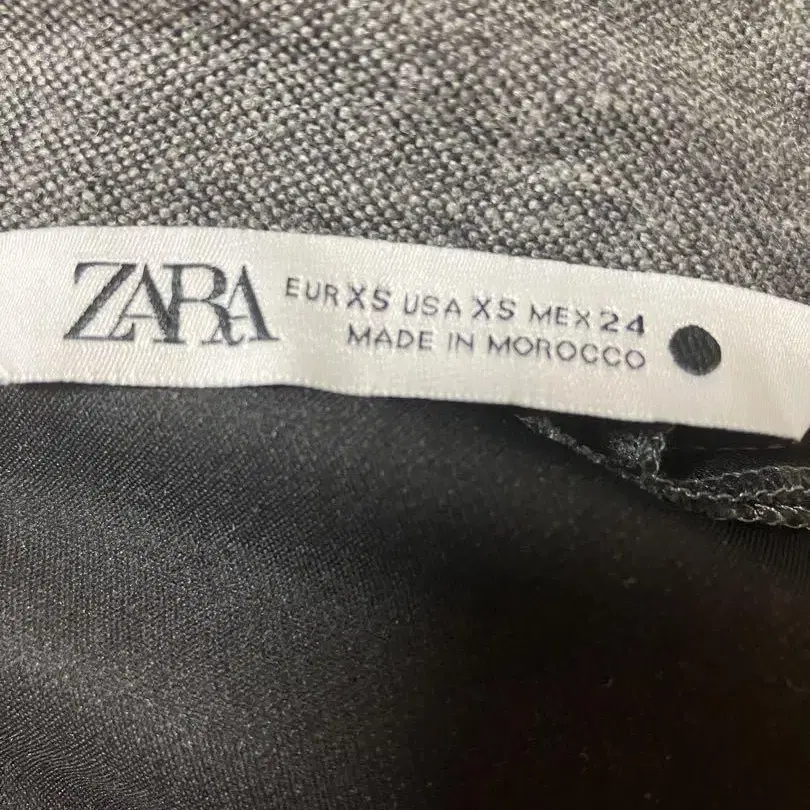 ZARA
EUR XS USA XS MEX 24
MADE IN MOROCCO